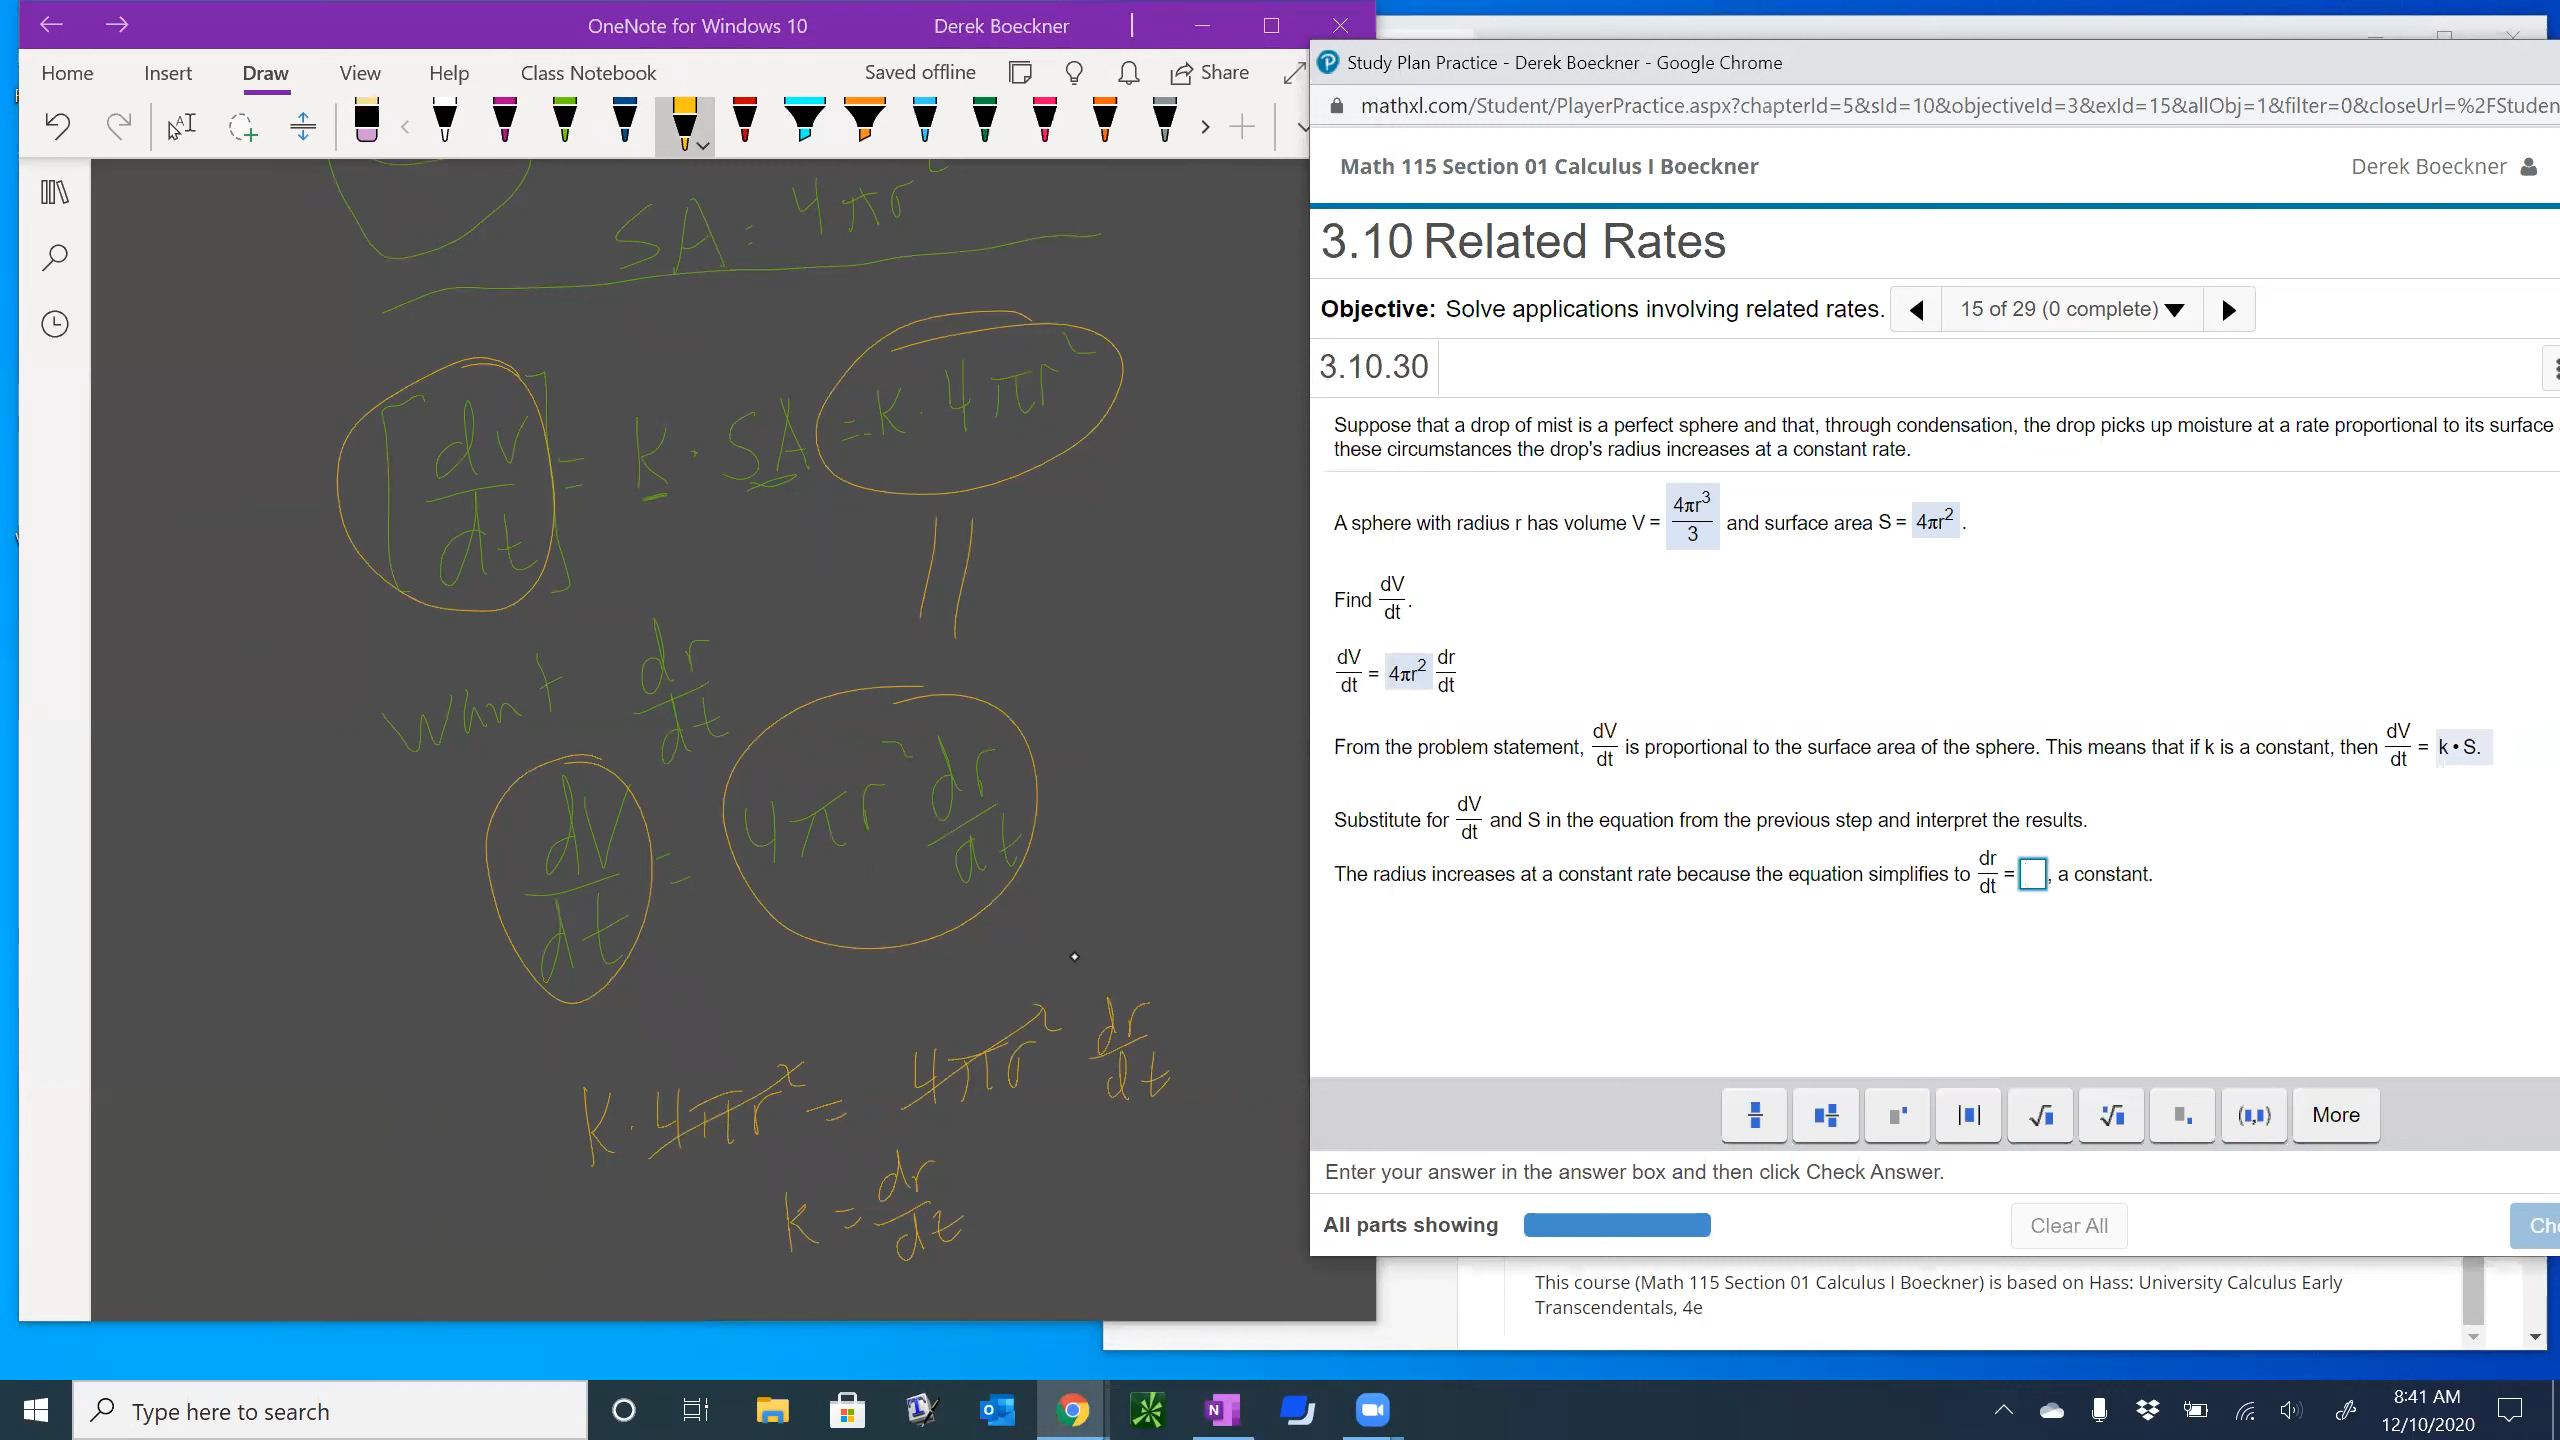 OneNote for Windows 10
Derek Boeckner
Home Insert Draw View Help Class Notebook
Saved offline
Share
SA = 4πr²
[dv/dt] = k · SA = k · 4πr²
want dr/dt
dV/dt = 4πr² dr/dt
k · 4πr² = 4πr² dr/dt
k = dr/dt
Study Plan Practice - Derek Boeckner - Google Chrome
mathxl.com/Student/PlayerPractice.aspx?chapterId=5&sId=10&objectiveId=3&exId=15&allObj=1&filter=0&closeUrl=%2FStuden
Math 115 Section 01 Calculus I Boeckner
Derek Boeckner
3.10 Related Rates
Objective: Solve applications involving related rates.
15 of 29 (0 complete)
3.10.30
Suppose that a drop of mist is a perfect sphere and that, through condensation, the drop picks up moisture at a rate proportional to its surface
these circumstances the drop's radius increases at a constant rate.
A sphere with radius r has volume V = 4πr³/3 and surface area S = 4πr².
Find dV/dt.
dV/dt = 4πr² dr/dt
From the problem statement, dV/dt is proportional to the surface area of the sphere. This means that if k is a constant, then dV/dt = k • S.
Substitute for dV/dt and S in the equation from the previous step and interpret the results.
The radius increases at a constant rate because the equation simplifies to dr/dt = , a constant.
More
Enter your answer in the answer box and then click Check Answer.
All parts showing
Clear All
Che
This course (Math 115 Section 01 Calculus I Boeckner) is based on Hass: University Calculus Early
Transcendentals, 4e
Type here to search
8:41 AM
12/10/2020